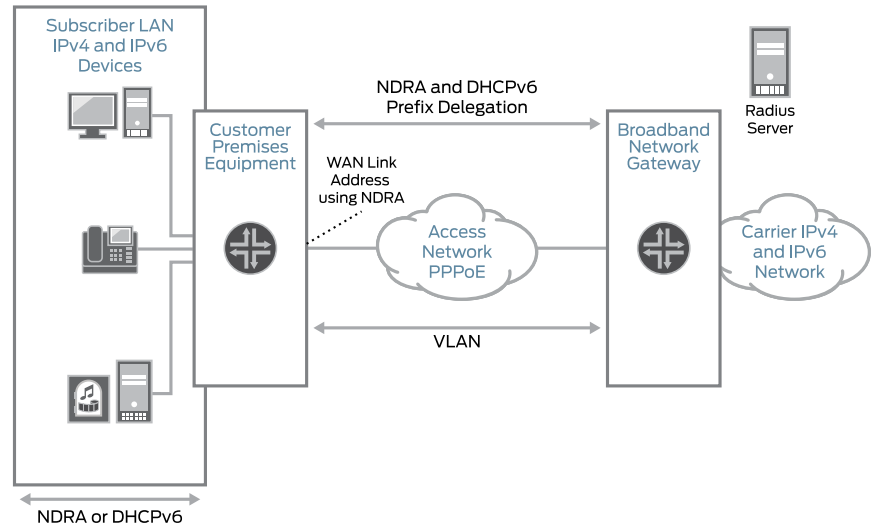 Subscriber LAN
IPv4 and IPv6
Devices
NDRA and DHCPv6
Prefix Delegation
Radius
Server
Customer
Premises
Equipment
WAN Link
Address
using NDRA
Broadband
Network
Gateway
Access
Network
PPPoE
Carrier IPv4
and IPv6
Network
VLAN
NDRA or DHCPv6